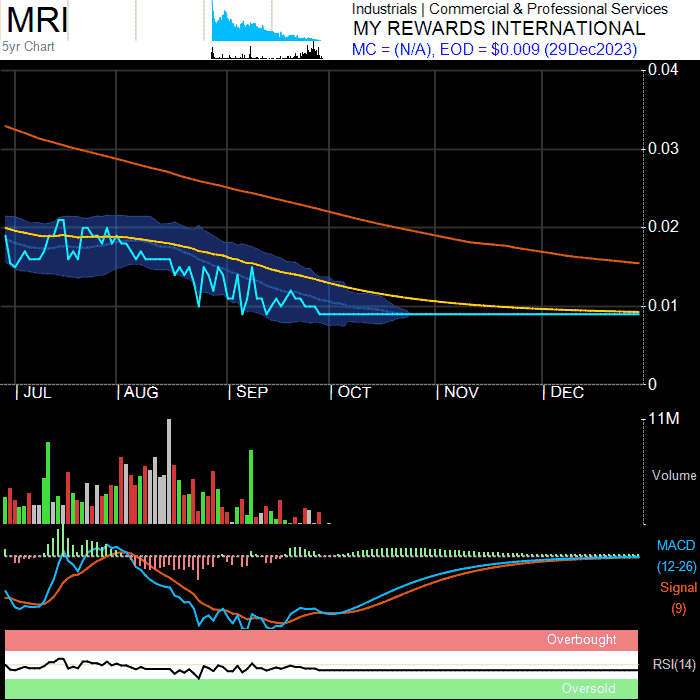 MRI
5yr Chart
Industrials | Commercial & Professional Services
MY REWARDS INTERNATIONAL
MC = (N/A), EOD = $0.009 (29Dec2023)
0.04
0.03
0.02
0.01
0
JUL AUG SEP OCT NOV DEC
11M
Volume
MACD
(12-26)
Signal
(9)
Overbought
RSI(14)
Oversold